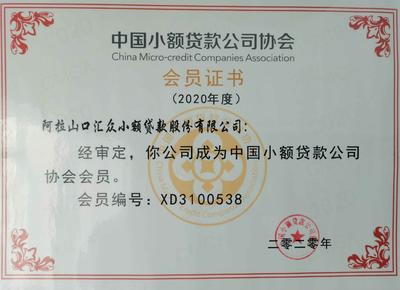 中国小额贷款公司协会
China Micro-credit Companies Association
会员证书
(2020年度)
阿拉山口汇众小额贷款股份有限公司:
经审定，你公司成为中国小额贷款公司
协会会员。
会员编号: XD3100538
二零二零年